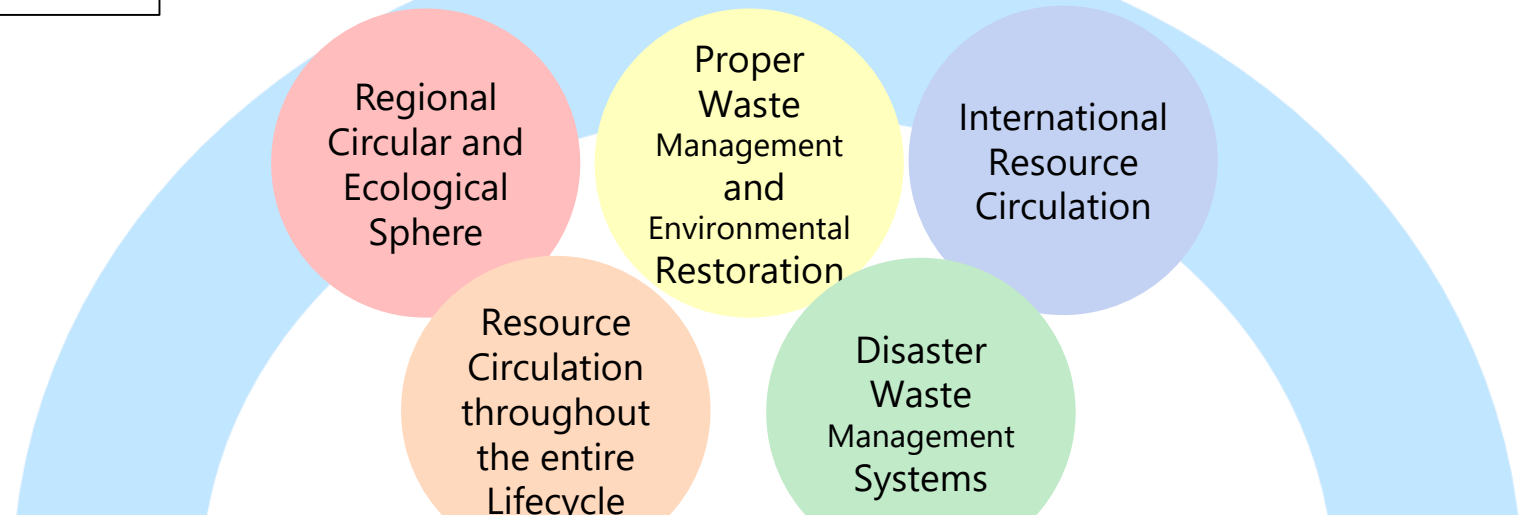 Regional
Circular and
Ecological
Sphere
Proper
Waste
Management
and
Environmental
Restoration
International
Resource
Circulation
Resource
Circulation
throughout
the entire
Lifecycle
Disaster
Waste
Management
Systems